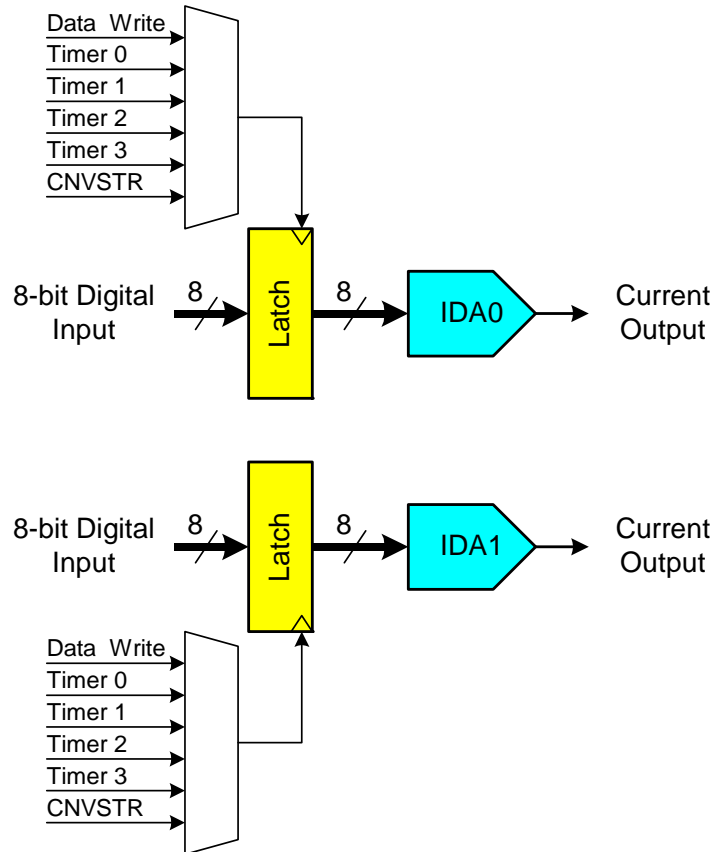 Data Write
Timer 0
Timer 1
Timer 2
Timer 3
CNVSTR
8-bit Digital
Input
8
Latch
8
IDA0
Current
Output
8-bit Digital
Input
8
Latch
8
IDA1
Current
Output
Data Write
Timer 0
Timer 1
Timer 2
Timer 3
CNVSTR